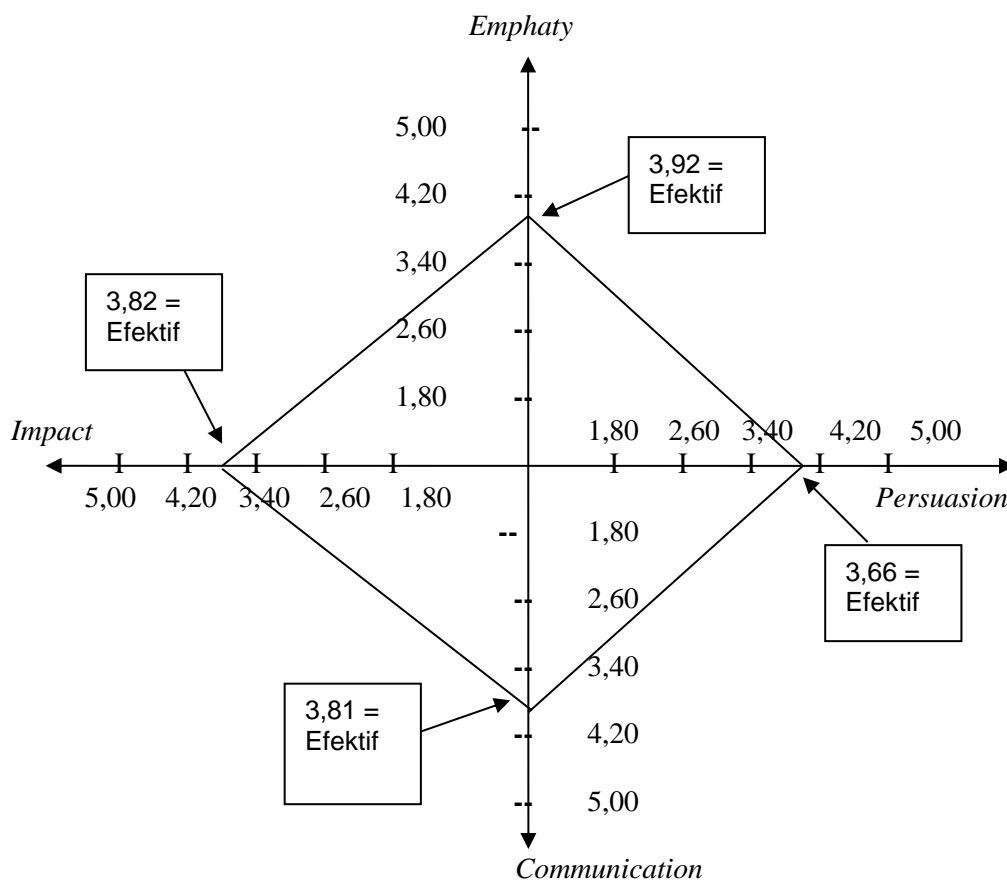 Emphaty
5,00
3,92 =
Efektif
4,20
3,40
3,82 =
Efektif
2,60
1,80
Impact
1,80 2,60 3,40 4,20 5,00
5,00 4,20 3,40 2,60 1,80
Persuasion
1,80
3,66 =
Efektif
2,60
3,40
3,81 =
Efektif
4,20
5,00
Communication